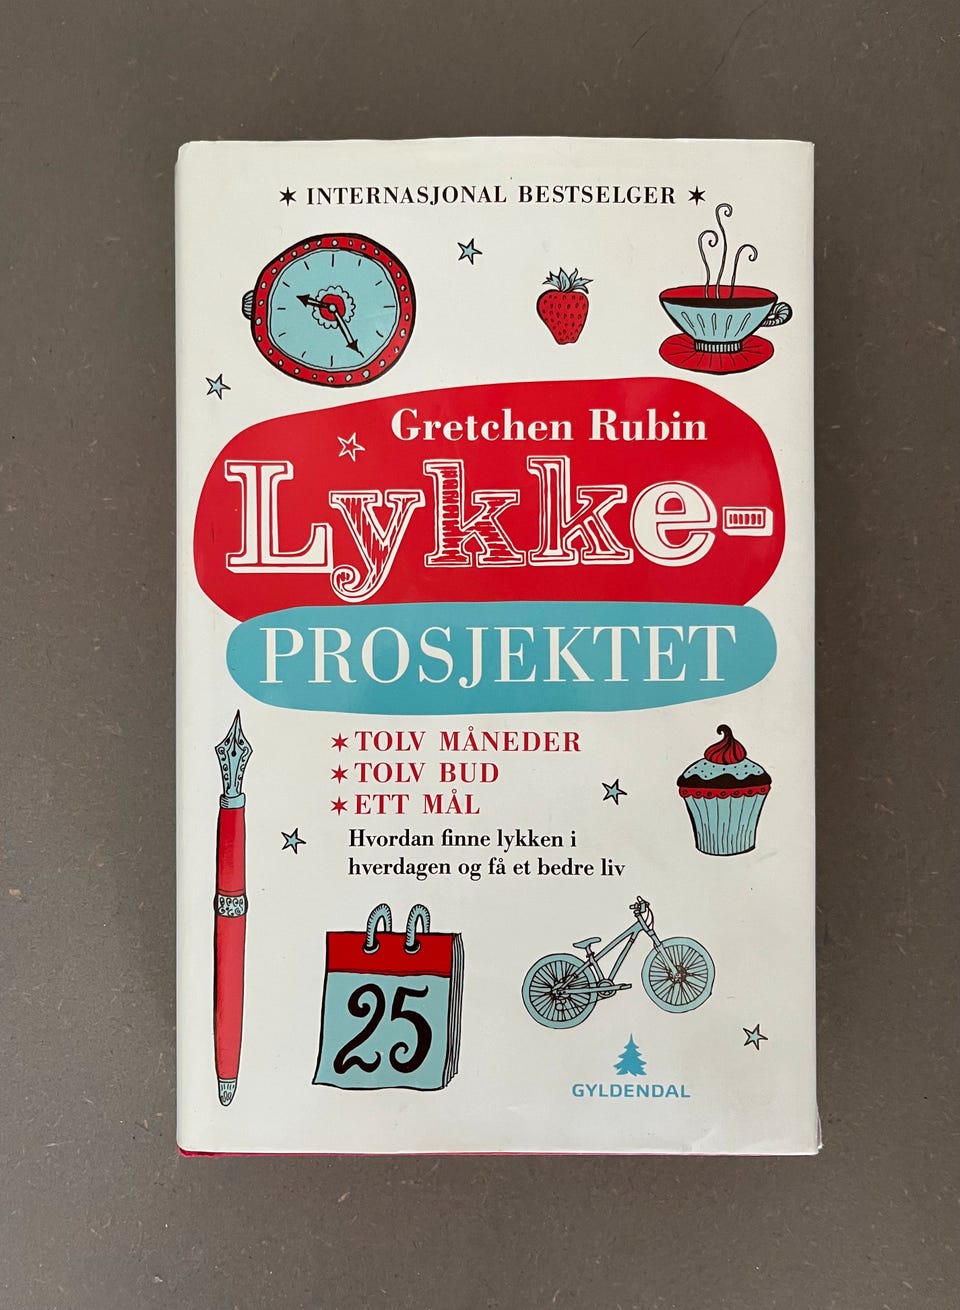 ✶ INTERNASJONAL BESTSELGER ✶
Gretchen Rubin
Lykke-
PROSJEKTET
✶ TOLV MÅNEDER
✶ TOLV BUD
✶ ETT MÅL
Hvordan finne lykken i
hverdagen og få et bedre liv
25
GYLDENDAL